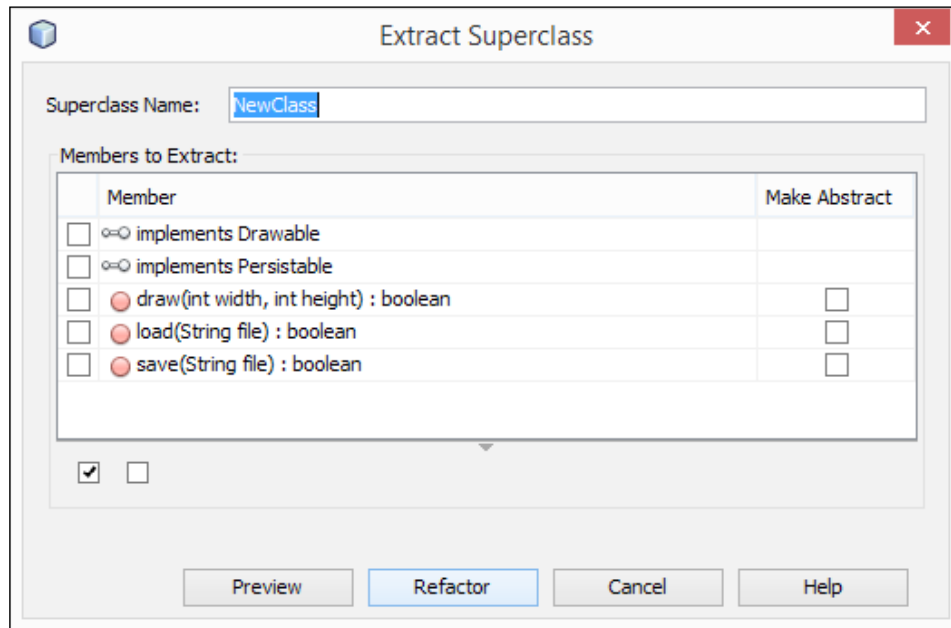 Extract Superclass
Superclass Name: NewClass
Members to Extract:
Member Make Abstract
implements Drawable
implements Persistable
draw(int width, int height) : boolean
load(String file) : boolean
save(String file) : boolean
Preview Refactor Cancel Help